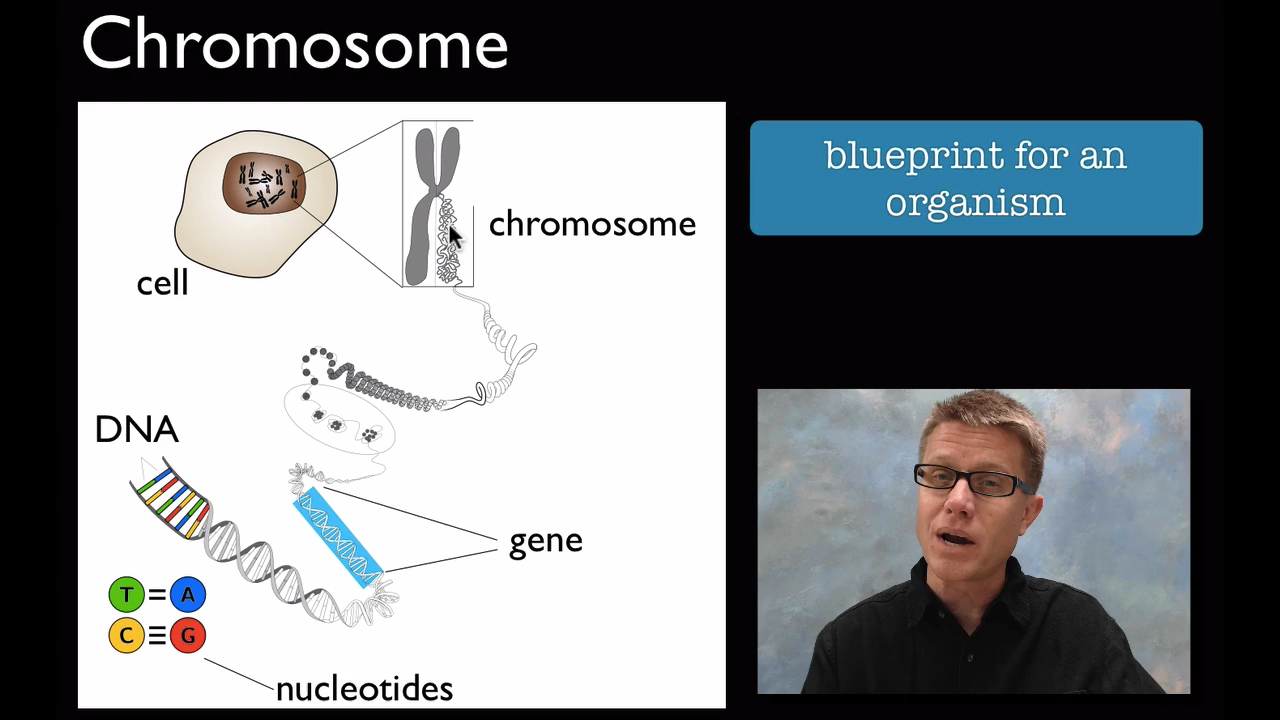 Chromosome
blueprint for an
organism
chromosome
cell
DNA
gene
T = A
C ≡ G
nucleotides